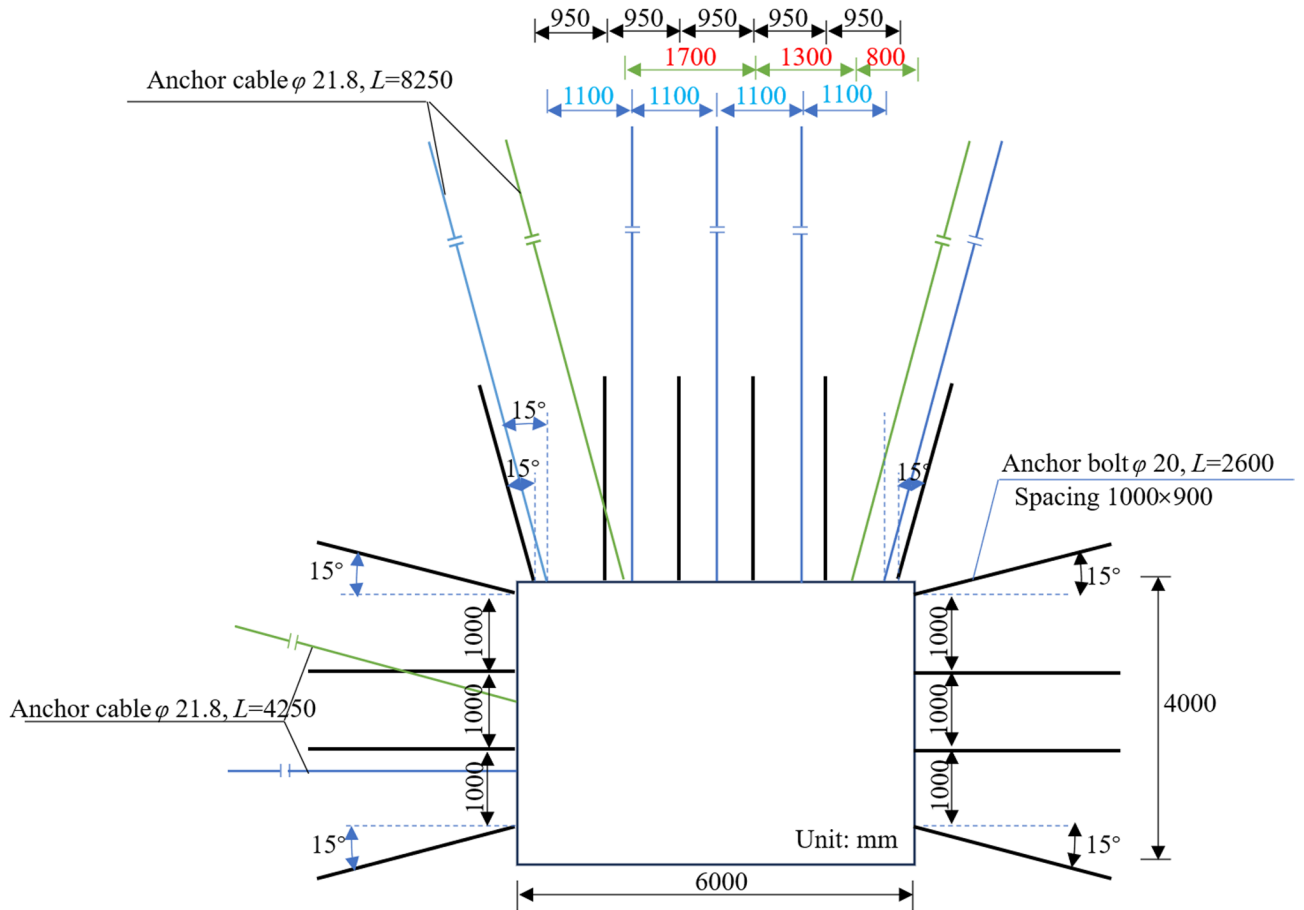 950 950 950 950 950
1700 1300 800
Anchor cable φ 21.8, L=8250
1100 1100 1100 1100
15°
15° 15°
Anchor bolt φ 20, L=2600
Spacing 1000×900
15° 15°
1000 1000
Anchor cable φ 21.8, L=4250
1000 1000
4000
1000 1000
15° 15°
Unit: mm
6000